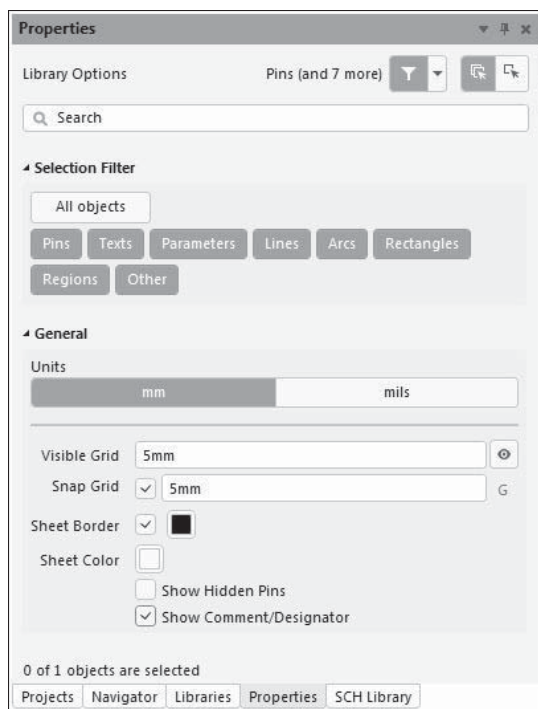 Properties
Library Options Pins (and 7 more)
Search
Selection Filter
All objects
Pins Texts Parameters Lines Arcs Rectangles
Regions Other
General
Units
mm mils
Visible Grid 5mm
Snap Grid 5mm G
Sheet Border
Sheet Color
Show Hidden Pins
Show Comment/Designator
0 of 1 objects are selected
Projects Navigator Libraries Properties SCH Library